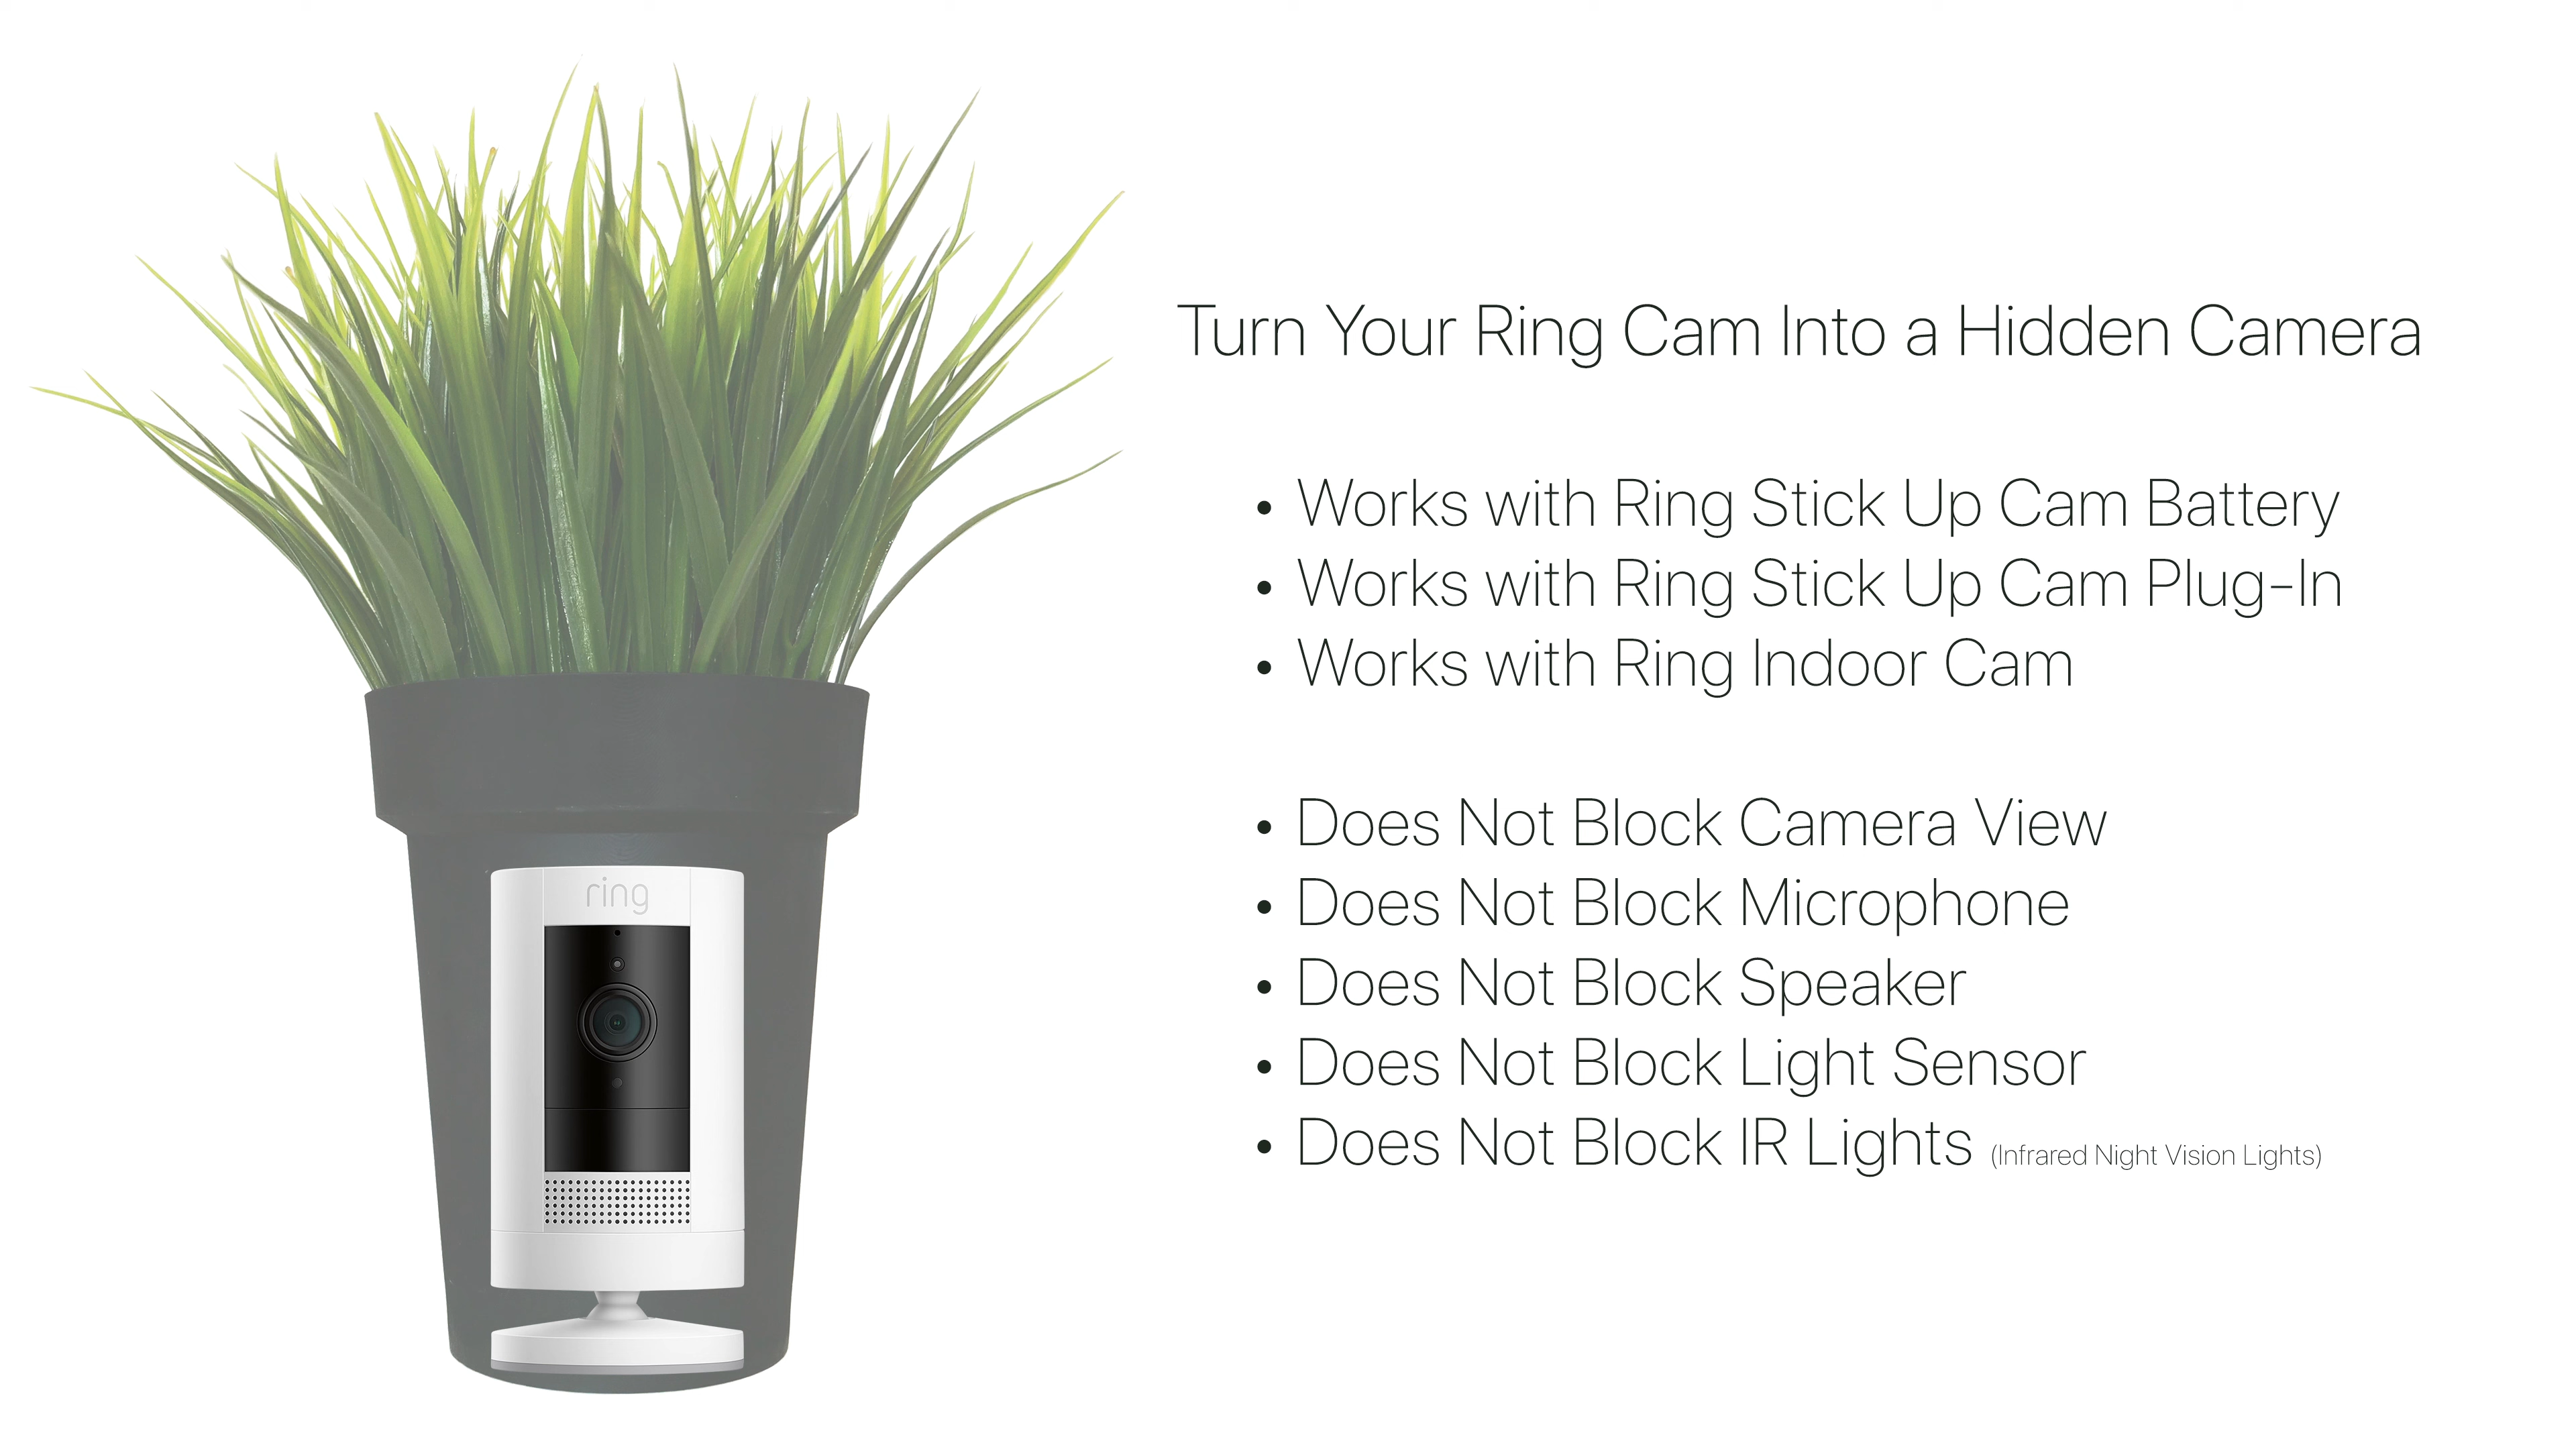 Turn Your Ring Cam Into a Hidden Camera
• Works with Ring Stick Up Cam Battery
• Works with Ring Stick Up Cam Plug-In
• Works with Ring Indoor Cam
• Does Not Block Camera View
• Does Not Block Microphone
• Does Not Block Speaker
• Does Not Block Light Sensor
• Does Not Block IR Lights (Infrared Night Vision Lights)
ring